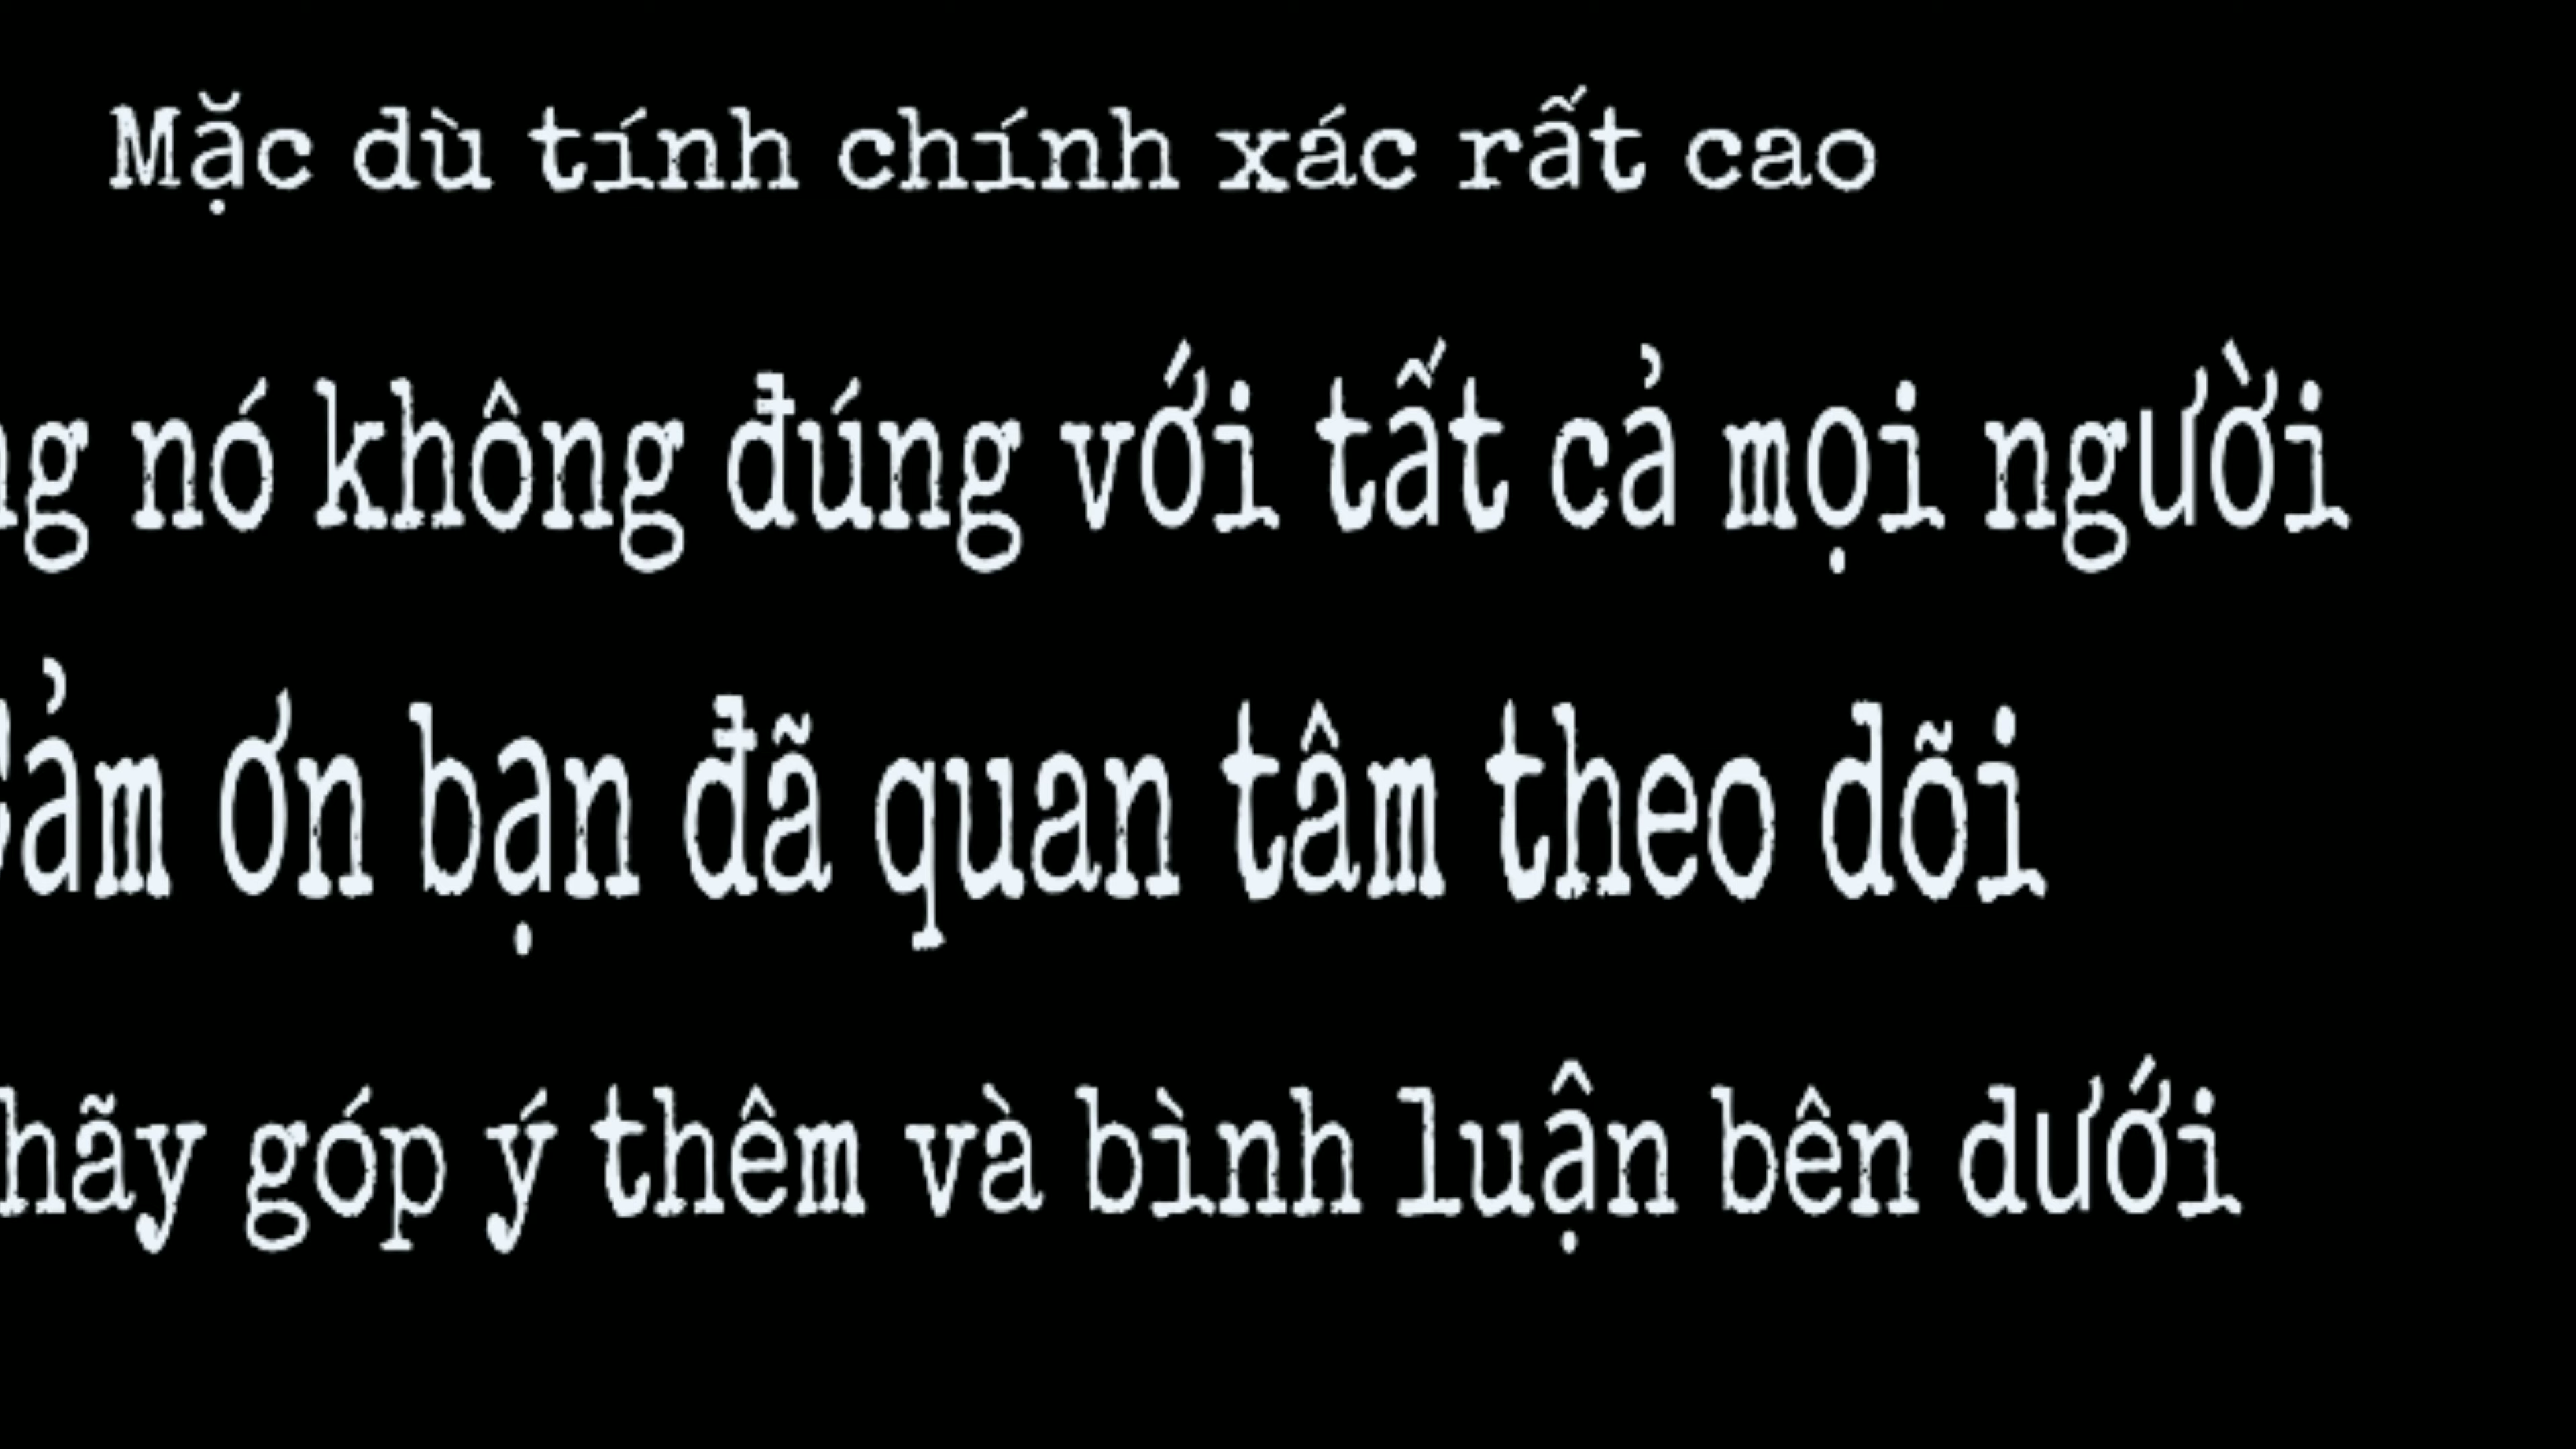 Mặc dù tính chính xác rất cao
nó không đúng với tất cả mọi người
ơn bạn đã quan tâm theo dõi
hãy góp ý thêm và bình luận bên dưới